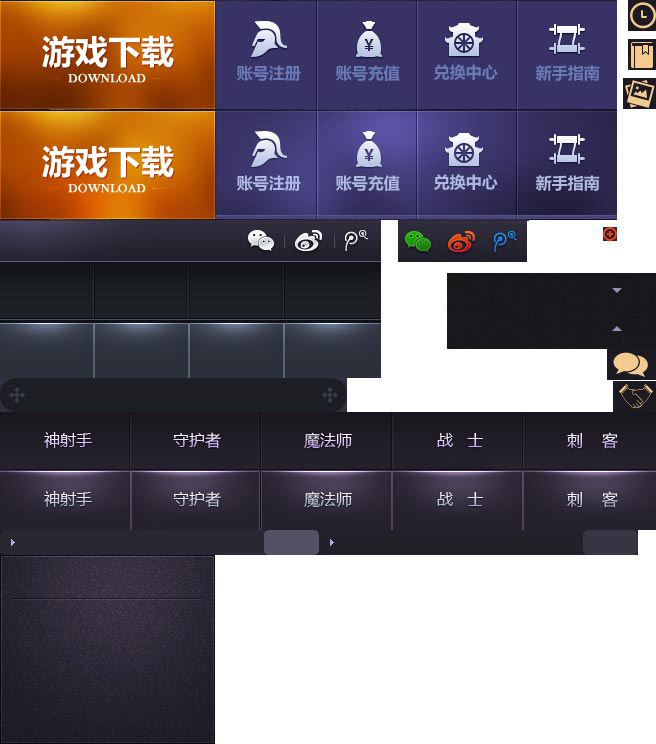 游戏下载
DOWNLOAD
账号注册 账号充值 兑换中心 新手指南
游戏下载
DOWNLOAD
账号注册 账号充值 兑换中心 新手指南
神射手 守护者 魔法师 战 士 刺 客
神射手 守护者 魔法师 战 士 刺 客